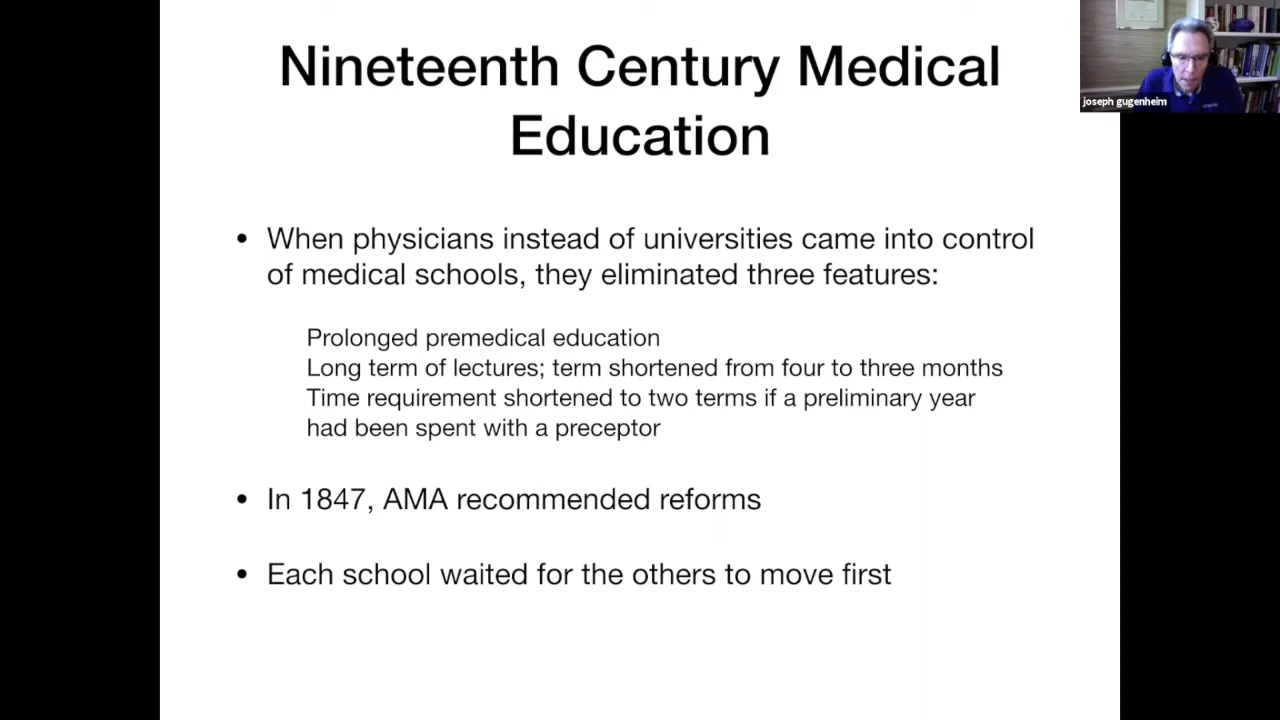 Nineteenth Century Medical
Education
joseph gugenheim
• When physicians instead of universities came into control
of medical schools, they eliminated three features:
Prolonged premedical education
Long term of lectures; term shortened from four to three months
Time requirement shortened to two terms if a preliminary year
had been spent with a preceptor
• In 1847, AMA recommended reforms
• Each school waited for the others to move first